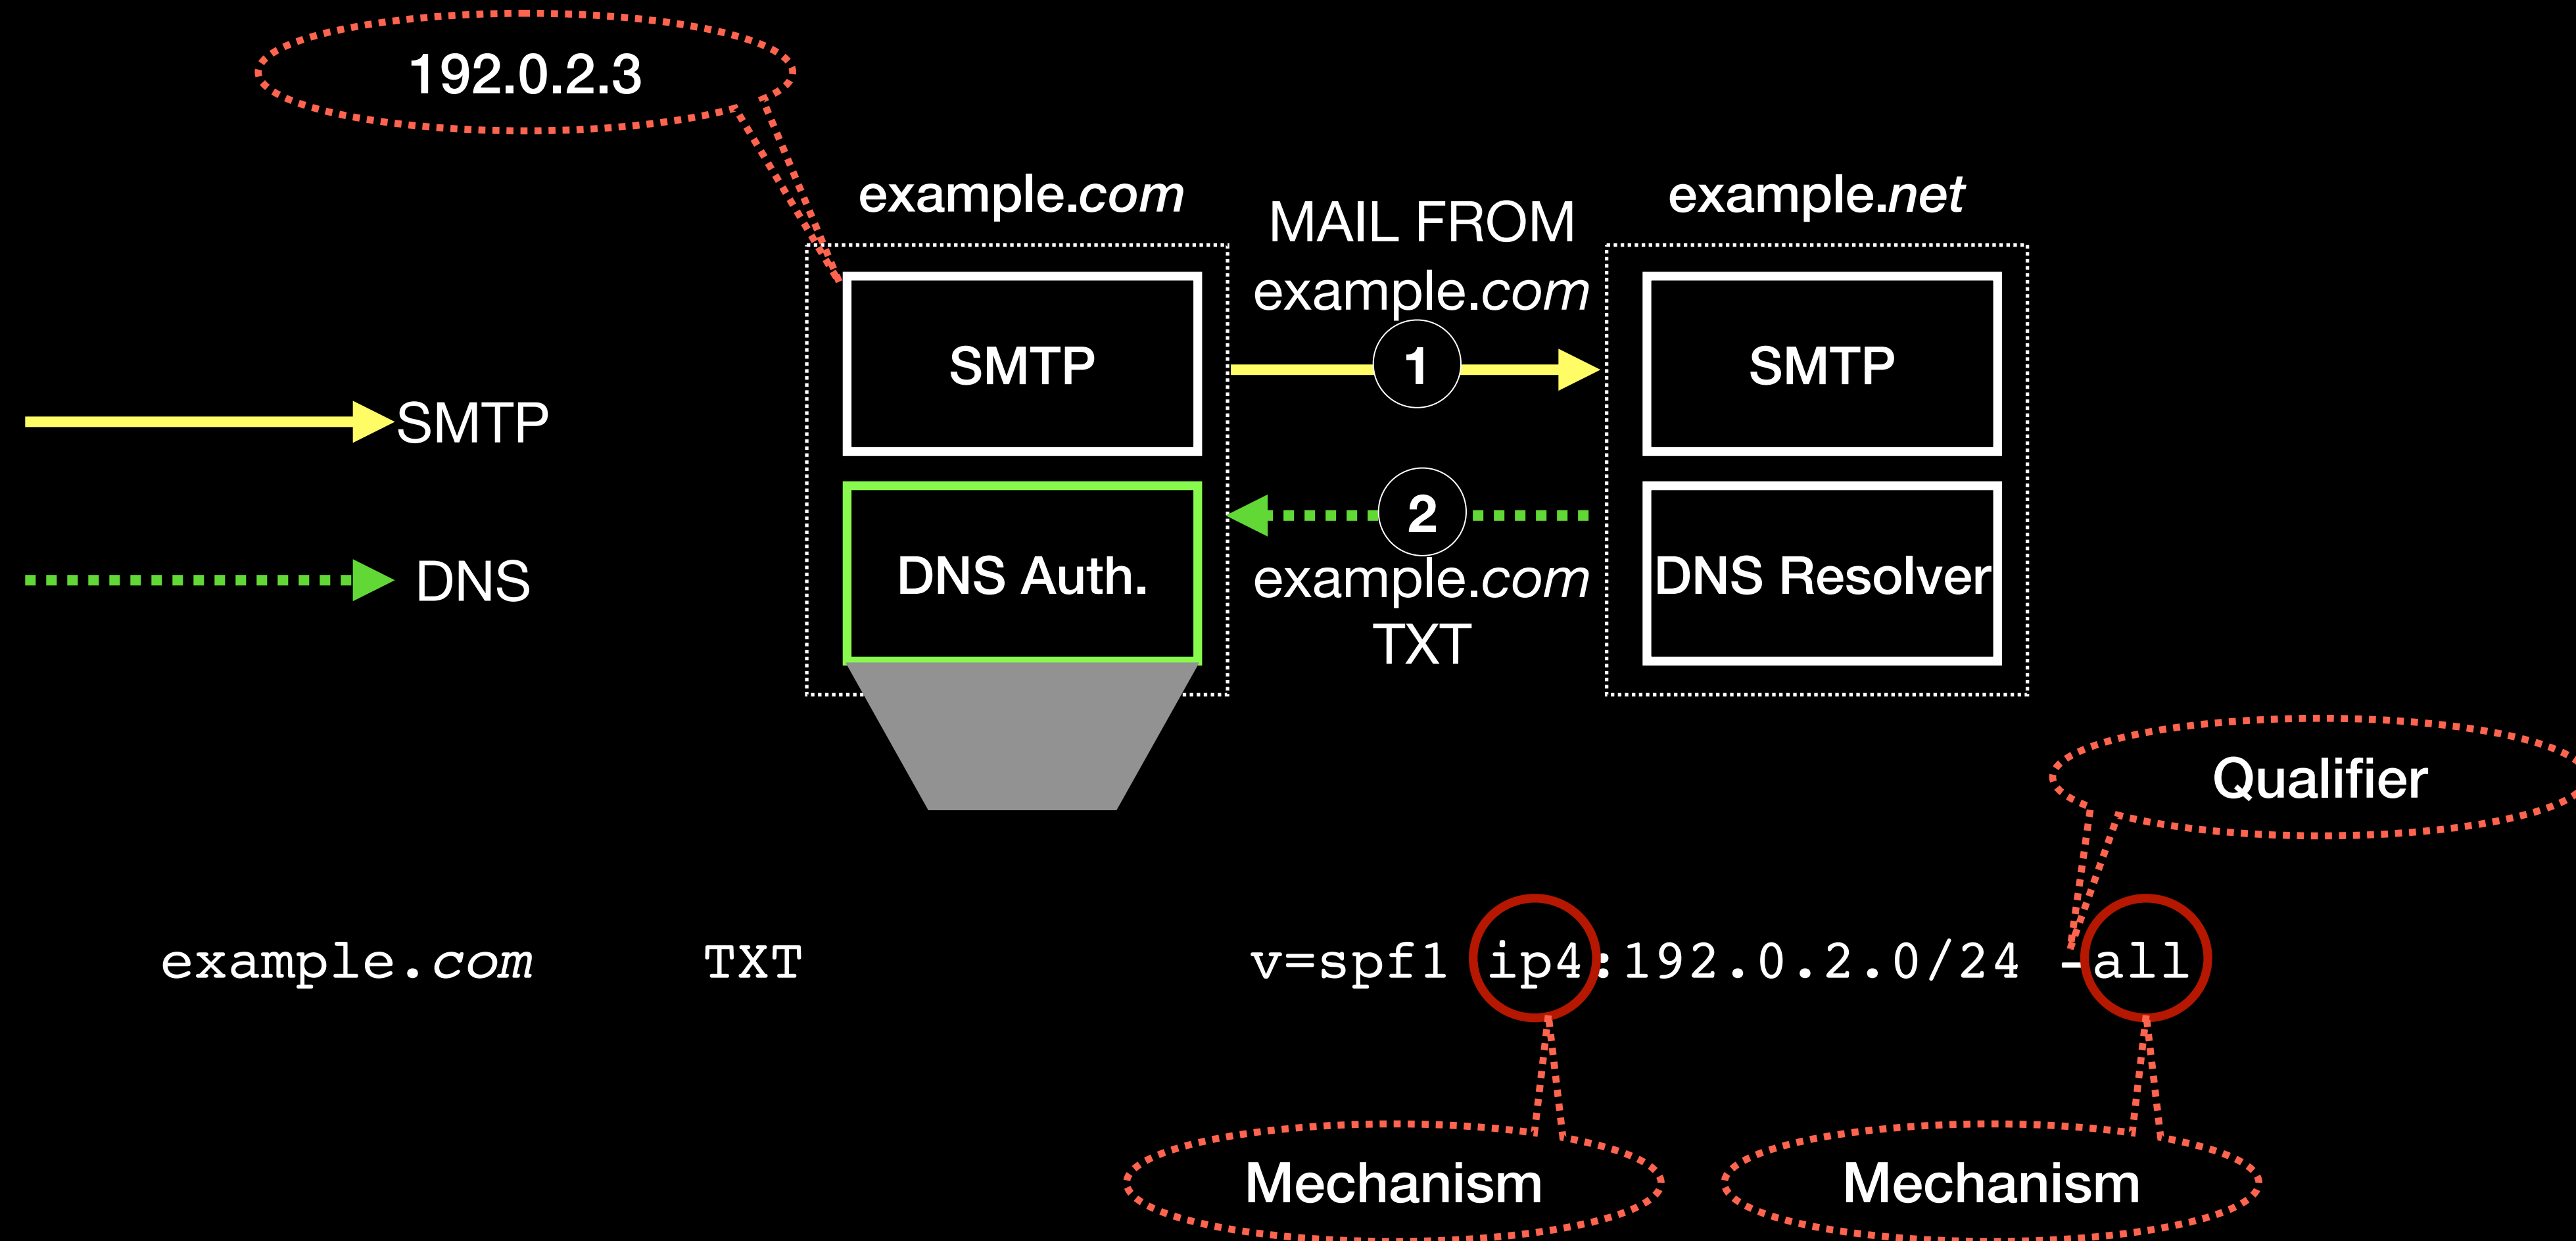 192.0.2.3
example.com
MAIL FROM
example.com
example.net
SMTP
1
SMTP
SMTP
DNS
DNS Auth.
2
example.com
TXT
DNS Resolver
Qualifier
example.com TXT v=spf1 ip4:192.0.2.0/24 -all
Mechanism
Mechanism